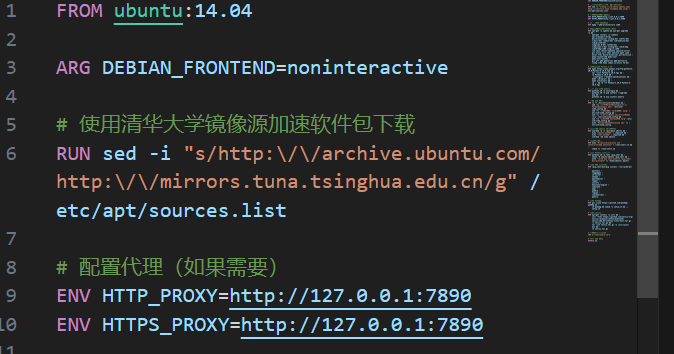 1 FROM ubuntu:14.04
2
3 ARG DEBIAN_FRONTEND=noninteractive
4
5 # 使用清华大学镜像源加速软件包下载
6 RUN sed -i "s/http:\/\/archive.ubuntu.com/
http:\/\/mirrors.tuna.tsinghua.edu.cn/g" /
etc/apt/sources.list
7
8 # 配置代理（如果需要）
9 ENV HTTP_PROXY=http://127.0.0.1:7890
10 ENV HTTPS_PROXY=http://127.0.0.1:7890
11